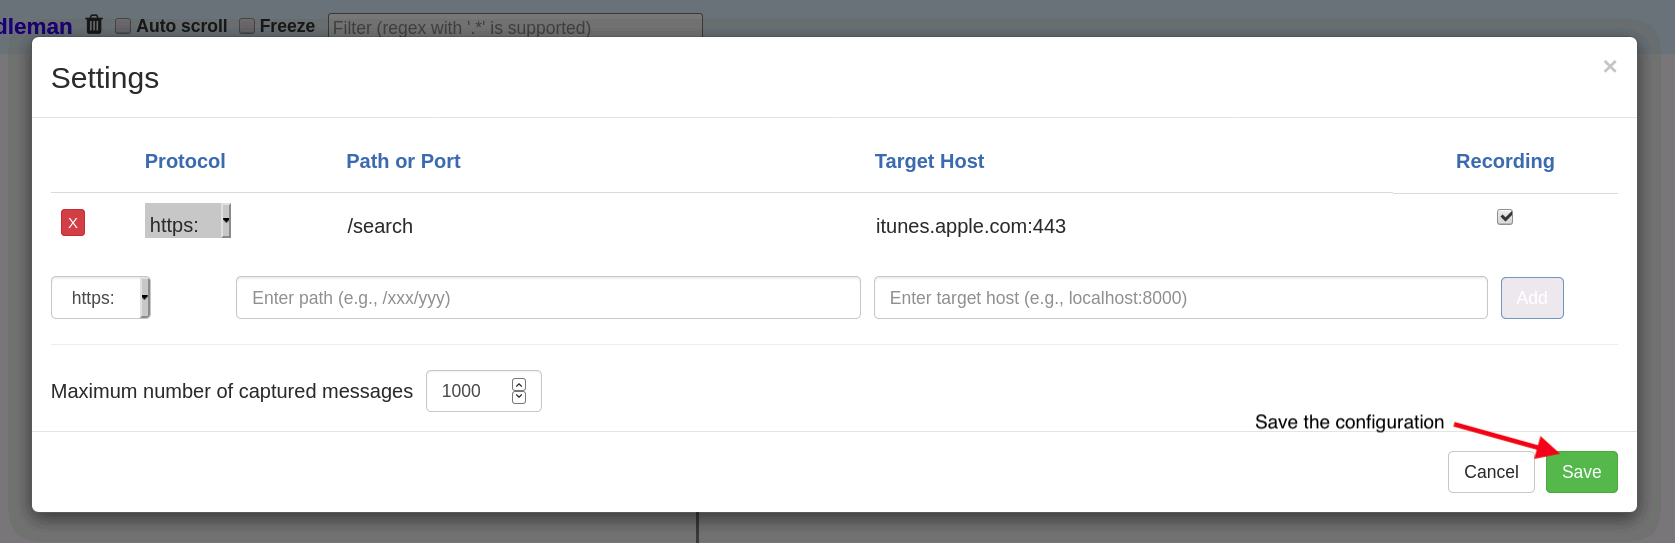 dleman Auto scroll Freeze Filter (regex with '.*' is supported)
Settings ×
Protocol Path or Port Target Host Recording
X https: /search itunes.apple.com:443
https: Enter path (e.g., /xxx/yyy) Enter target host (e.g., localhost:8000) Add
Maximum number of captured messages 1000
Save the configuration
Cancel Save